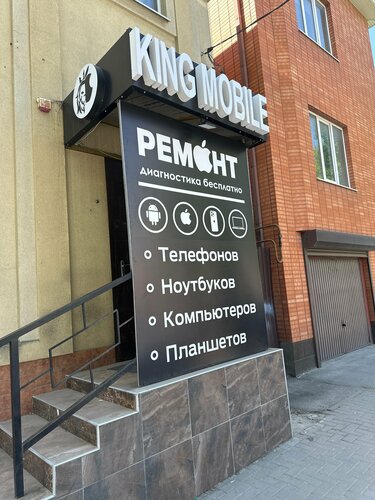 KING MOBILE
РЕМОНТ
диагностика бесплатно
Телефонов
Ноутбуков
Компьютеров
Планшетов